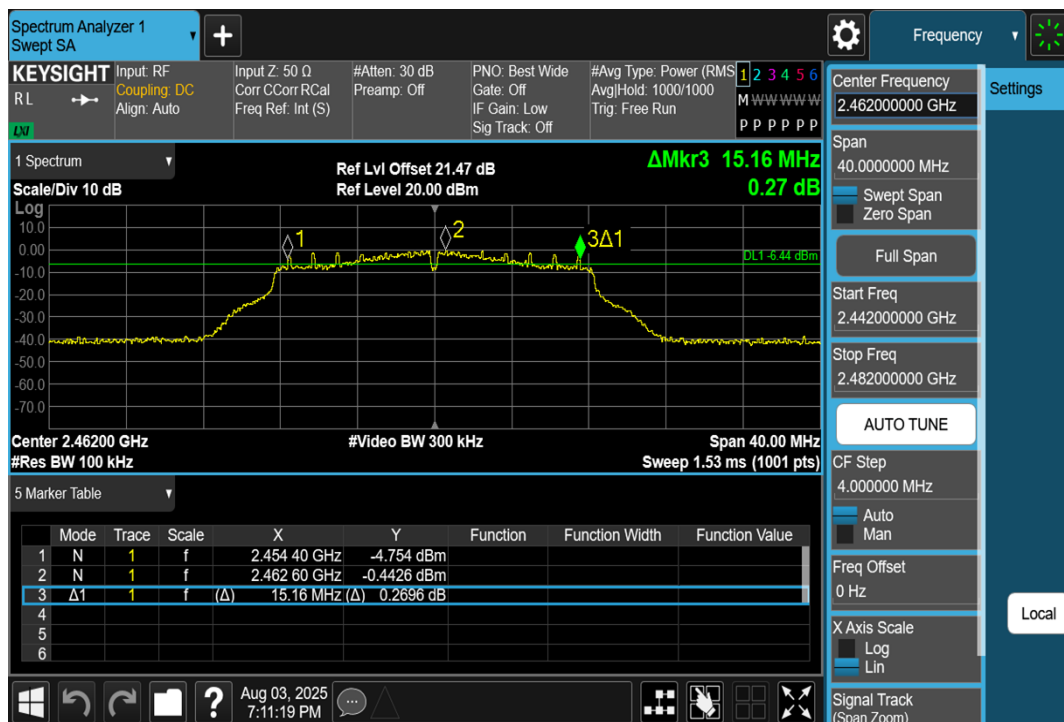 Spectrum Analyzer 1
Swept SA
Frequency
KEYSIGHT
RL
LXI
Input: RF
Coupling: DC
Align: Auto
Input Z: 50 Ω
Corr CCorr RCal
Freq Ref: Int (S)
#Atten: 30 dB
Preamp: Off
PNO: Best Wide
Gate: Off
IF Gain: Low
Sig Track: Off
#Avg Type: Power (RMS
Avg|Hold: 1000/1000
Trig: Free Run
1 2 3 4 5 6
M W W W W W
P P P P P P
Center Frequency
2.462000000 GHz
Settings
1 Spectrum
Scale/Div 10 dB
Ref Lvl Offset 21.47 dB
Ref Level 20.00 dBm
ΔMkr3 15.16 MHz
0.27 dB
Log
10.0
0.00
-10.0
-20.0
-30.0
-40.0
-50.0
-60.0
-70.0
1
2
3Δ1
DL1 -6.44 dBm
Center 2.46200 GHz
#Res BW 100 kHz
#Video BW 300 kHz
Span 40.00 MHz
Sweep 1.53 ms (1001 pts)
Span
40.0000000 MHz
Swept Span
Zero Span
Full Span
Start Freq
2.442000000 GHz
Stop Freq
2.482000000 GHz
AUTO TUNE
CF Step
4.000000 MHz
Auto
Man
Freq Offset
0 Hz
X Axis Scale
Log
Lin
Signal Track
(Span Zoom)
Local
5 Marker Table
Mode Trace Scale X Y Function Function Width Function Value
1 N 1 f 2.454 40 GHz -4.754 dBm
2 N 1 f 2.462 60 GHz -0.4426 dBm
3 Δ1 1 f (Δ) 15.16 MHz (Δ) 0.2696 dB
4
5
6
?
Aug 03, 2025
7:11:19 PM